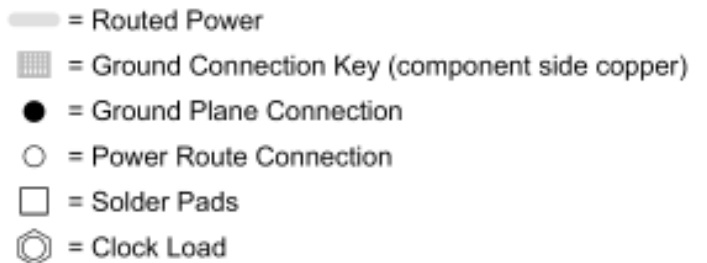 = Routed Power
= Ground Connection Key (component side copper)
= Ground Plane Connection
= Power Route Connection
= Solder Pads
= Clock Load